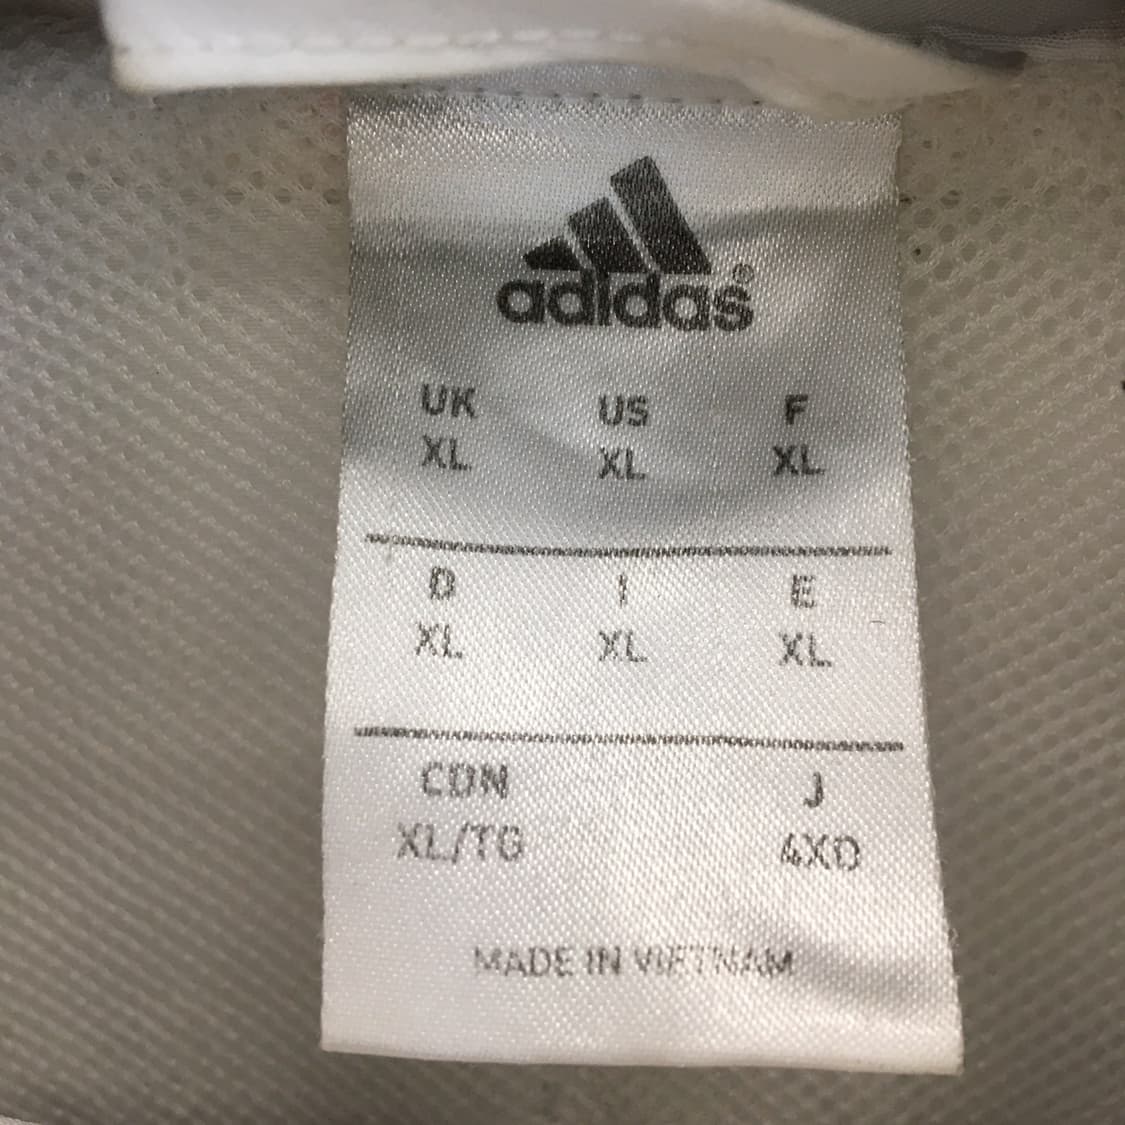 adidas®
UK US F
XL XL XL
D I E
XL XL XL
CDN J
XL/TG 4XO
MADE IN VIETNAM